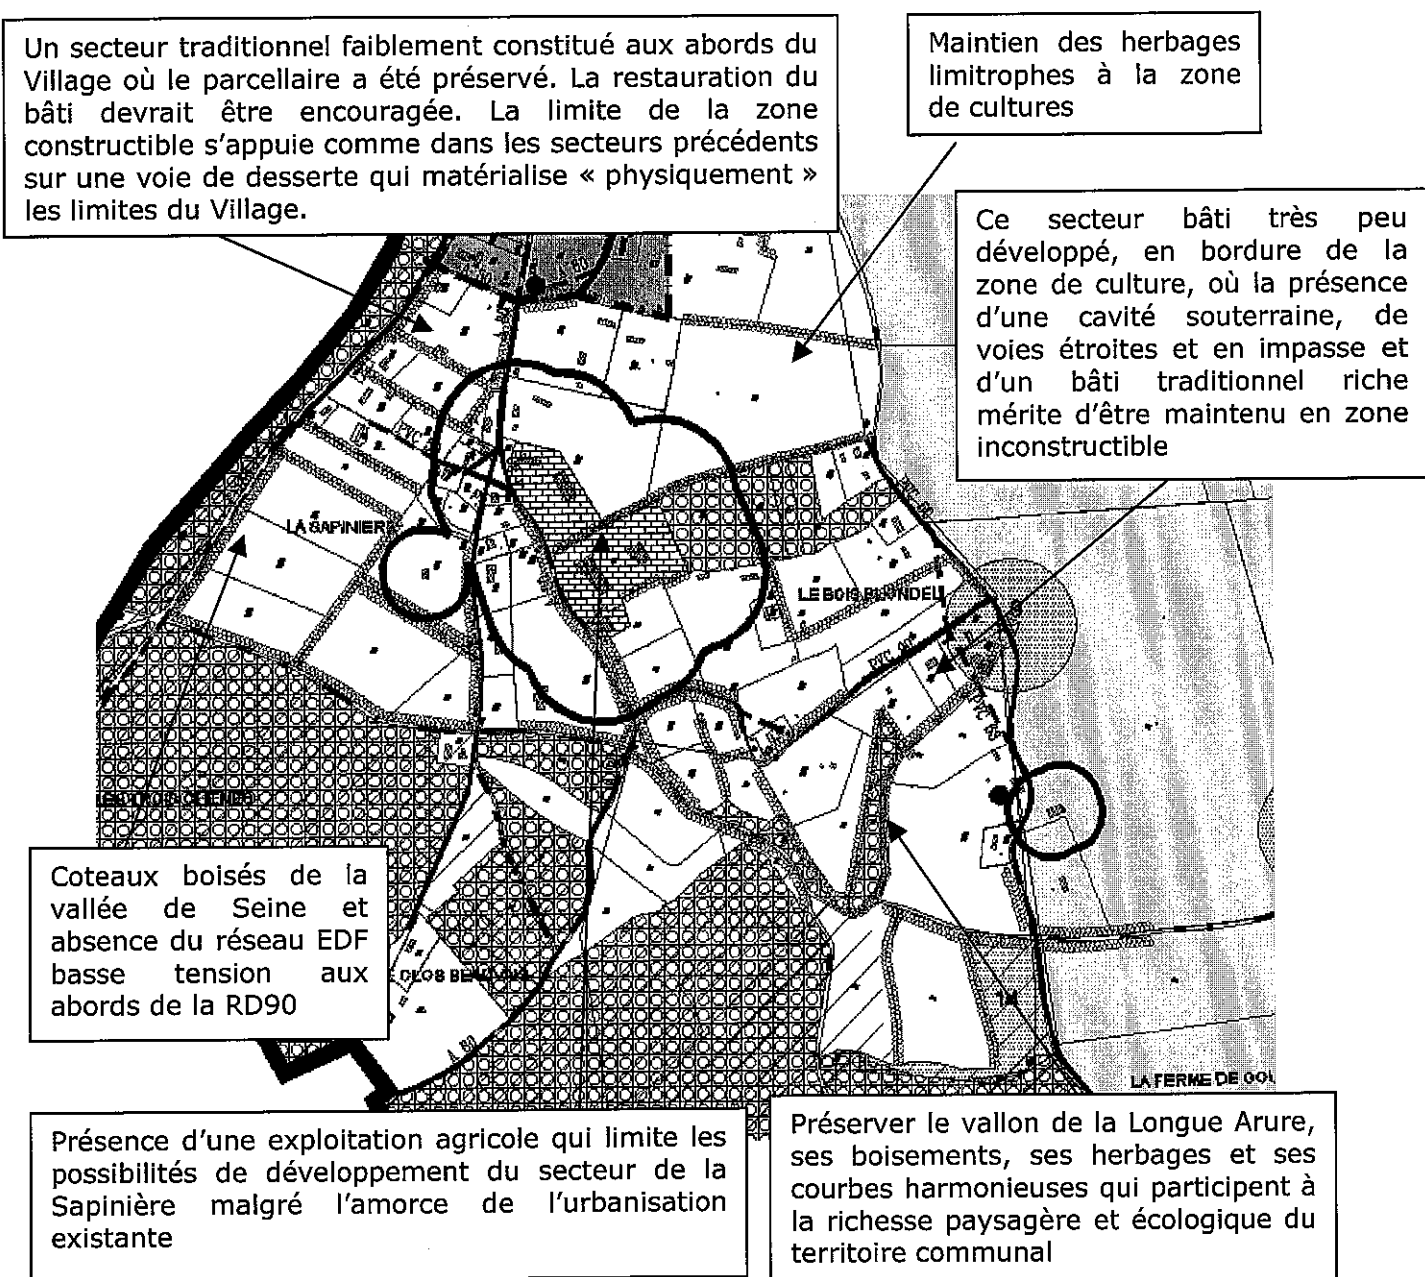 Un secteur traditionnel faiblement constitué aux abords du
Village où le parcellaire a été préservé. La restauration du
bâti devrait être encouragée. La limite de la zone
constructible s'appuie comme dans les secteurs précédents
sur une voie de desserte qui matérialise « physiquement »
les limites du Village.
Maintien des herbages
limitrophes à la zone
de cultures
Ce secteur bâti très peu
développé, en bordure de la
zone de culture, où la présence
d'une cavité souterraine, de
voies étroites et en impasse et
d'un bâti traditionnel riche
mérite d'être maintenu en zone
inconstructible
LA SAPINIER
LE BOIS BLONDEL
CLOS BEAUVAIS
A 80
LA FERME DE GOU
Coteaux boisés de la
vallée de Seine et
absence du réseau EDF
basse tension aux
abords de la RD90
Présence d'une exploitation agricole qui limite les
possibilités de développement du secteur de la
Sapinière malgré l'amorce de l'urbanisation
existante
Préserver le vallon de la Longue Arure,
ses boisements, ses herbages et ses
courbes harmonieuses qui participent à
la richesse paysagère et écologique du
territoire communal